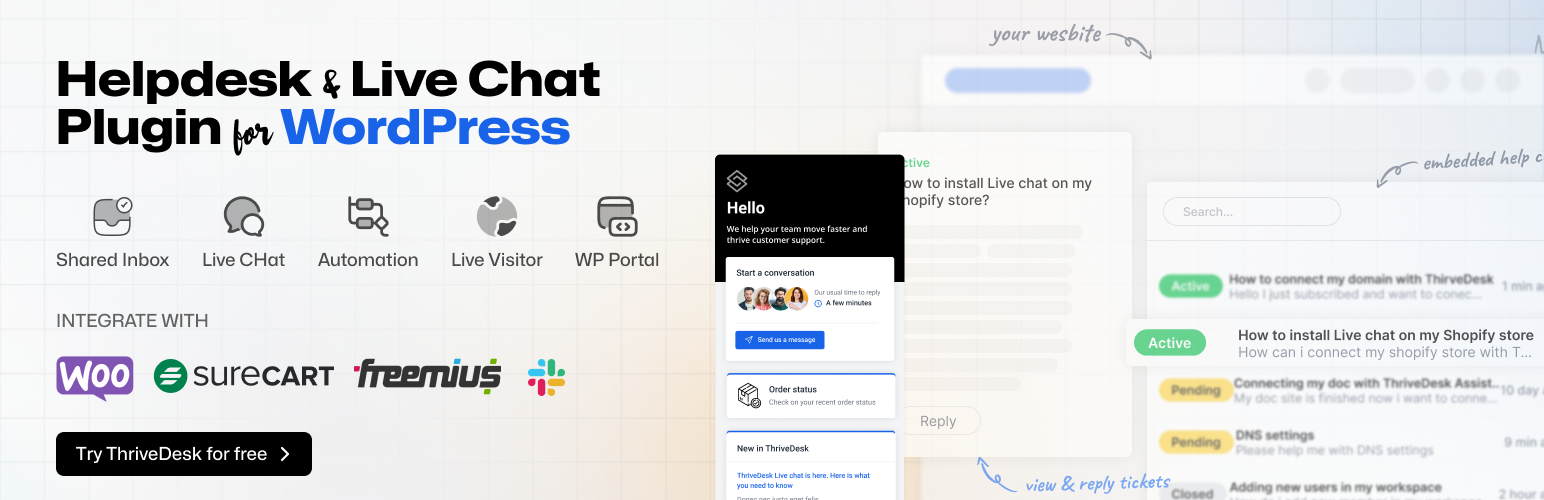 Helpdesk & Live Chat
Plugin for WordPress
Shared Inbox
Live CHat
Automation
Live Visitor
WP Portal
INTEGRATE WITH
WOO
SURECART
freemius
Try ThriveDesk for free
Hello
We help your team move faster and
thrive customer support.
Start a conversation
Our usual time to reply
A few minutes
Send us a message
Order status
Check on your recent order status
New in ThriveDesk
ThriveDesk Live chat is here. Here is what
you need to know
your wesbite
ctive
ow to install Live chat on my
hopify store?
Reply
view & reply tickets
embedded help c
Search...
Active
How to connect my domain with ThirveDesk
Hello I just subscribed and want to conec...
1 min a
Active
How to install Live chat on my Shopify store
How can i connect my shopify store with T...
Pending
Connecting my doc with ThriveDesk Assist...
My doc site is finished now i want to conne...
10 day
Pending
DNS settings
Please help me with DNS settings
9 min a
Closed
Adding new users in my workspace
2 hour